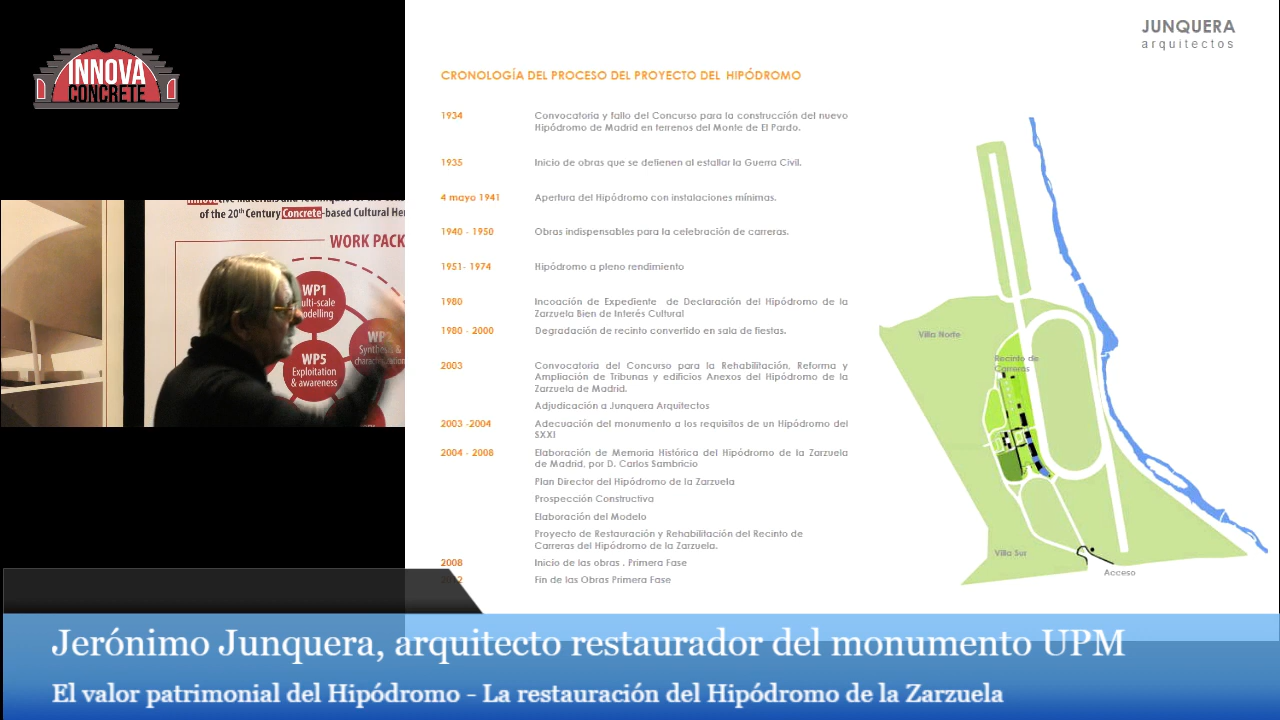 INNOVA
CONCRETE
of the 20th Century Concrete-based Cultural
WORK PACK
WP1
WP5
Exploitation
& awareness
JUNQUERA
arquitectos
CRONOLOGÍA DEL PROCESO DEL PROYECTO DEL HIPÓDROMO
1934 Convocatoria y fallo del Concurso para la construcción del nuevo
Hipódromo de Madrid en terrenos del Monte de El Pardo.
1935 Inicio de obras que se detienen al estallar la Guerra Civil.
4 mayo 1941 Apertura del Hipódromo con instalaciones mínimas.
1940 - 1950 Obras indispensables para la celebración de carreras.
1951- 1974 Hipódromo a pleno rendimiento
1980 Incoación de Expediente de Declaración del Hipódromo de la
Zarzuela Bien de Interés Cultural
1980 - 2000 Degradación de recinto convertido en sala de fiestas.
2003 Convocatoria del Concurso para la Rehabilitación, Reforma y
Ampliación de Tribunas y edificios Anexos del Hipódromo de la
Zarzuela de Madrid.
Adjudicación a Junquera Arquitectos
2003 -2004 Adecuación del monumento a los requisitos de un Hipódromo del
SXXI
2004 - 2008 Elaboración de Memoria Histórica del Hipódromo de la Zarzuela
de Madrid, por D. Carlos Sambricio
Plan Director del Hipódromo de la Zarzuela
Prospección Constructiva
Elaboración del Modelo
Proyecto de Restauración y Rehabilitación del Recinto de
Carreras del Hipódromo de la Zarzuela.
2008 Inicio de las obras . Primera Fase
Fin de las Obras Primera Fase
Villa Norte
Recinto de
Carreras
Villa Sur
Acceso
Jerónimo Junquera, arquitecto restaurador del monumento UPM
El valor patrimonial del Hipódromo - La restauración del Hipódromo de la Zarzuela